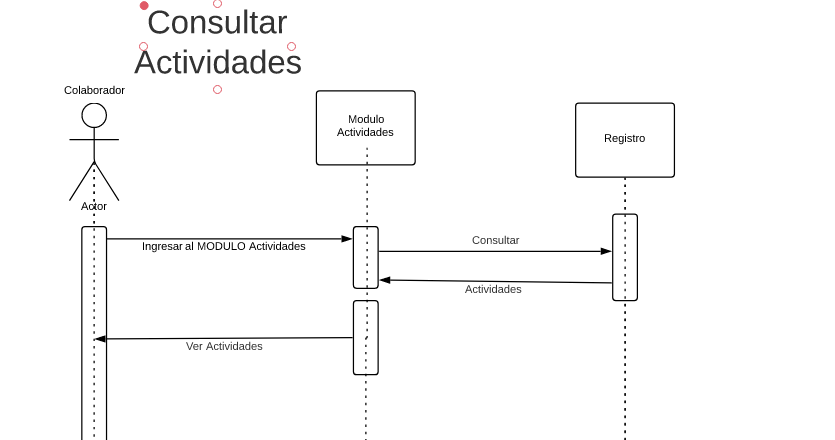 Consultar
Actividades
Colaborador
Modulo
Actividades
Registro
Actor
Ingresar al MODULO Actividades
Consultar
Actividades
Ver Actividades